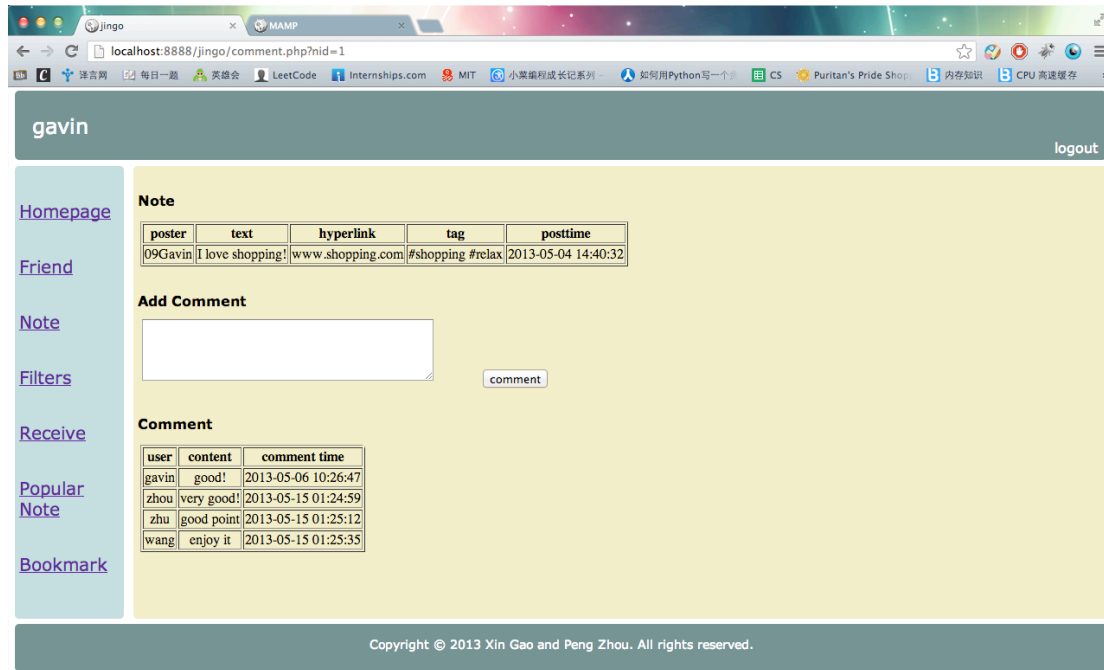 jingo
MAMP
localhost:8888/jingo/comment.php?nid=1
译言网 每日一题 英雄会 LeetCode Internships.com MIT 小菜编程成长记系列 - 如何用Python写一个 CS Puritan's Pride Shop 内存知识 CPU 高速缓存
gavin
logout
Homepage
Friend
Note
Filters
Receive
Popular
Note
Bookmark
Note
poster text hyperlink tag posttime
09Gavin I love shopping! www.shopping.com #shopping #relax 2013-05-04 14:40:32
Add Comment
comment
Comment
user content comment time
gavin good! 2013-05-06 10:26:47
zhou very good! 2013-05-15 01:24:59
zhu good point 2013-05-15 01:25:12
wang enjoy it 2013-05-15 01:25:35
Copyright © 2013 Xin Gao and Peng Zhou. All rights reserved.